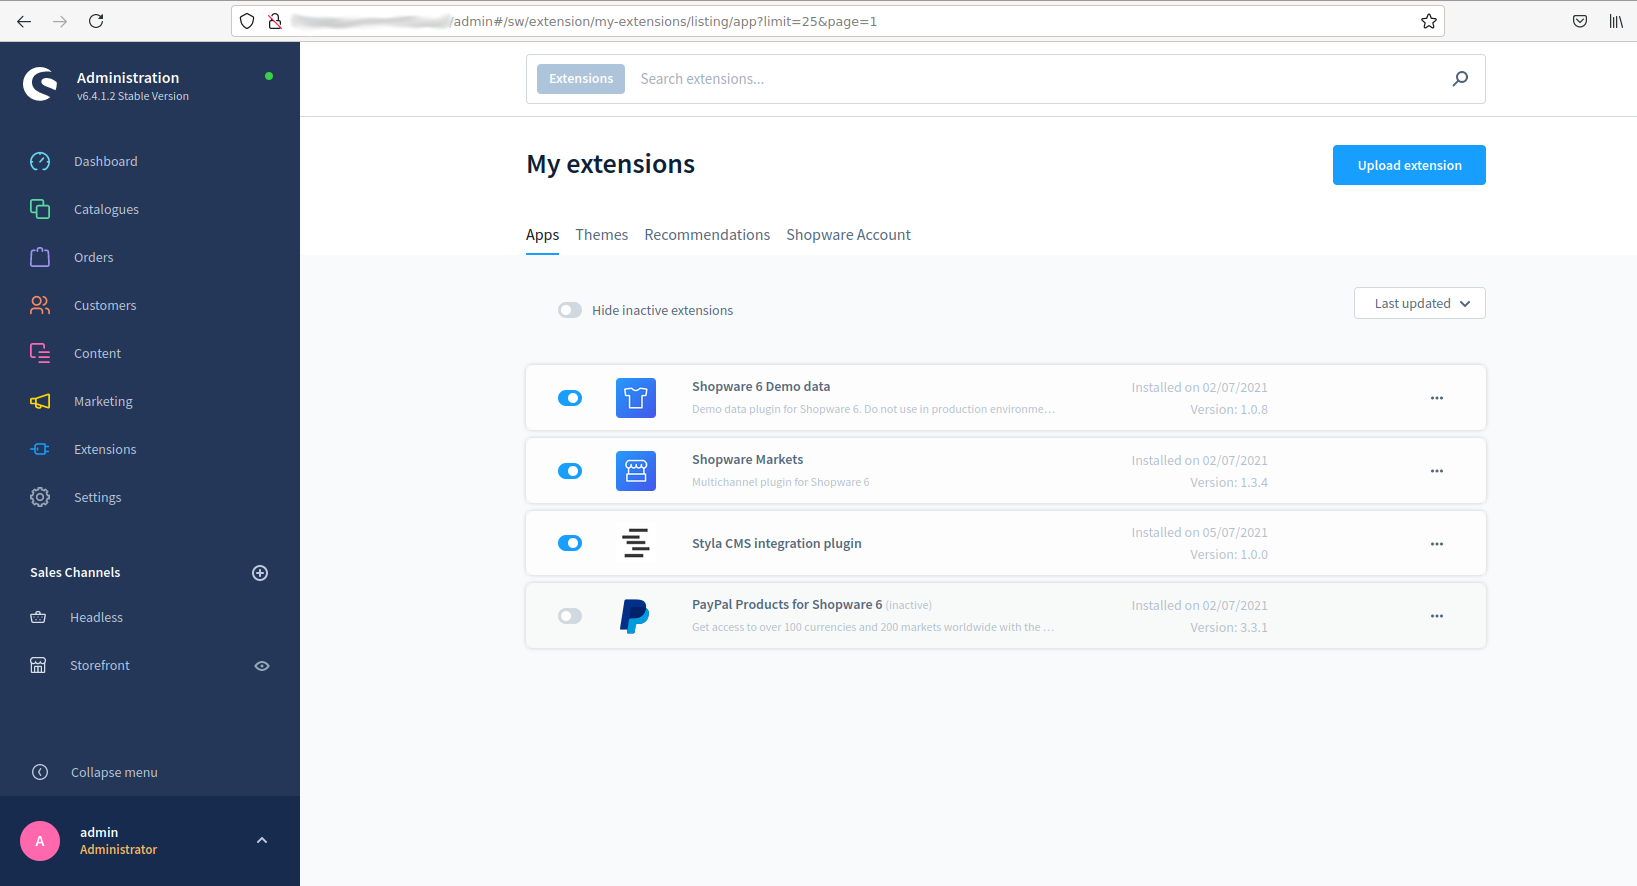 /admin#/sw/extension/my-extensions/listing/app?limit=25&page=1
Administration
v6.4.1.2 Stable Version
Dashboard
Catalogues
Orders
Customers
Content
Marketing
Extensions
Settings
Sales Channels
Headless
Storefront
Collapse menu
A
admin
Administrator
Extensions
Search extensions...
My extensions
Upload extension
Apps
Themes
Recommendations
Shopware Account
Hide inactive extensions
Last updated
Shopware 6 Demo data
Demo data plugin for Shopware 6. Do not use in production environme...
Installed on 02/07/2021
Version: 1.0.8
Shopware Markets
Multichannel plugin for Shopware 6
Installed on 02/07/2021
Version: 1.3.4
Styla CMS integration plugin
Installed on 05/07/2021
Version: 1.0.0
PayPal Products for Shopware 6 (inactive)
Get access to over 100 currencies and 200 markets worldwide with the ...
Installed on 02/07/2021
Version: 3.3.1